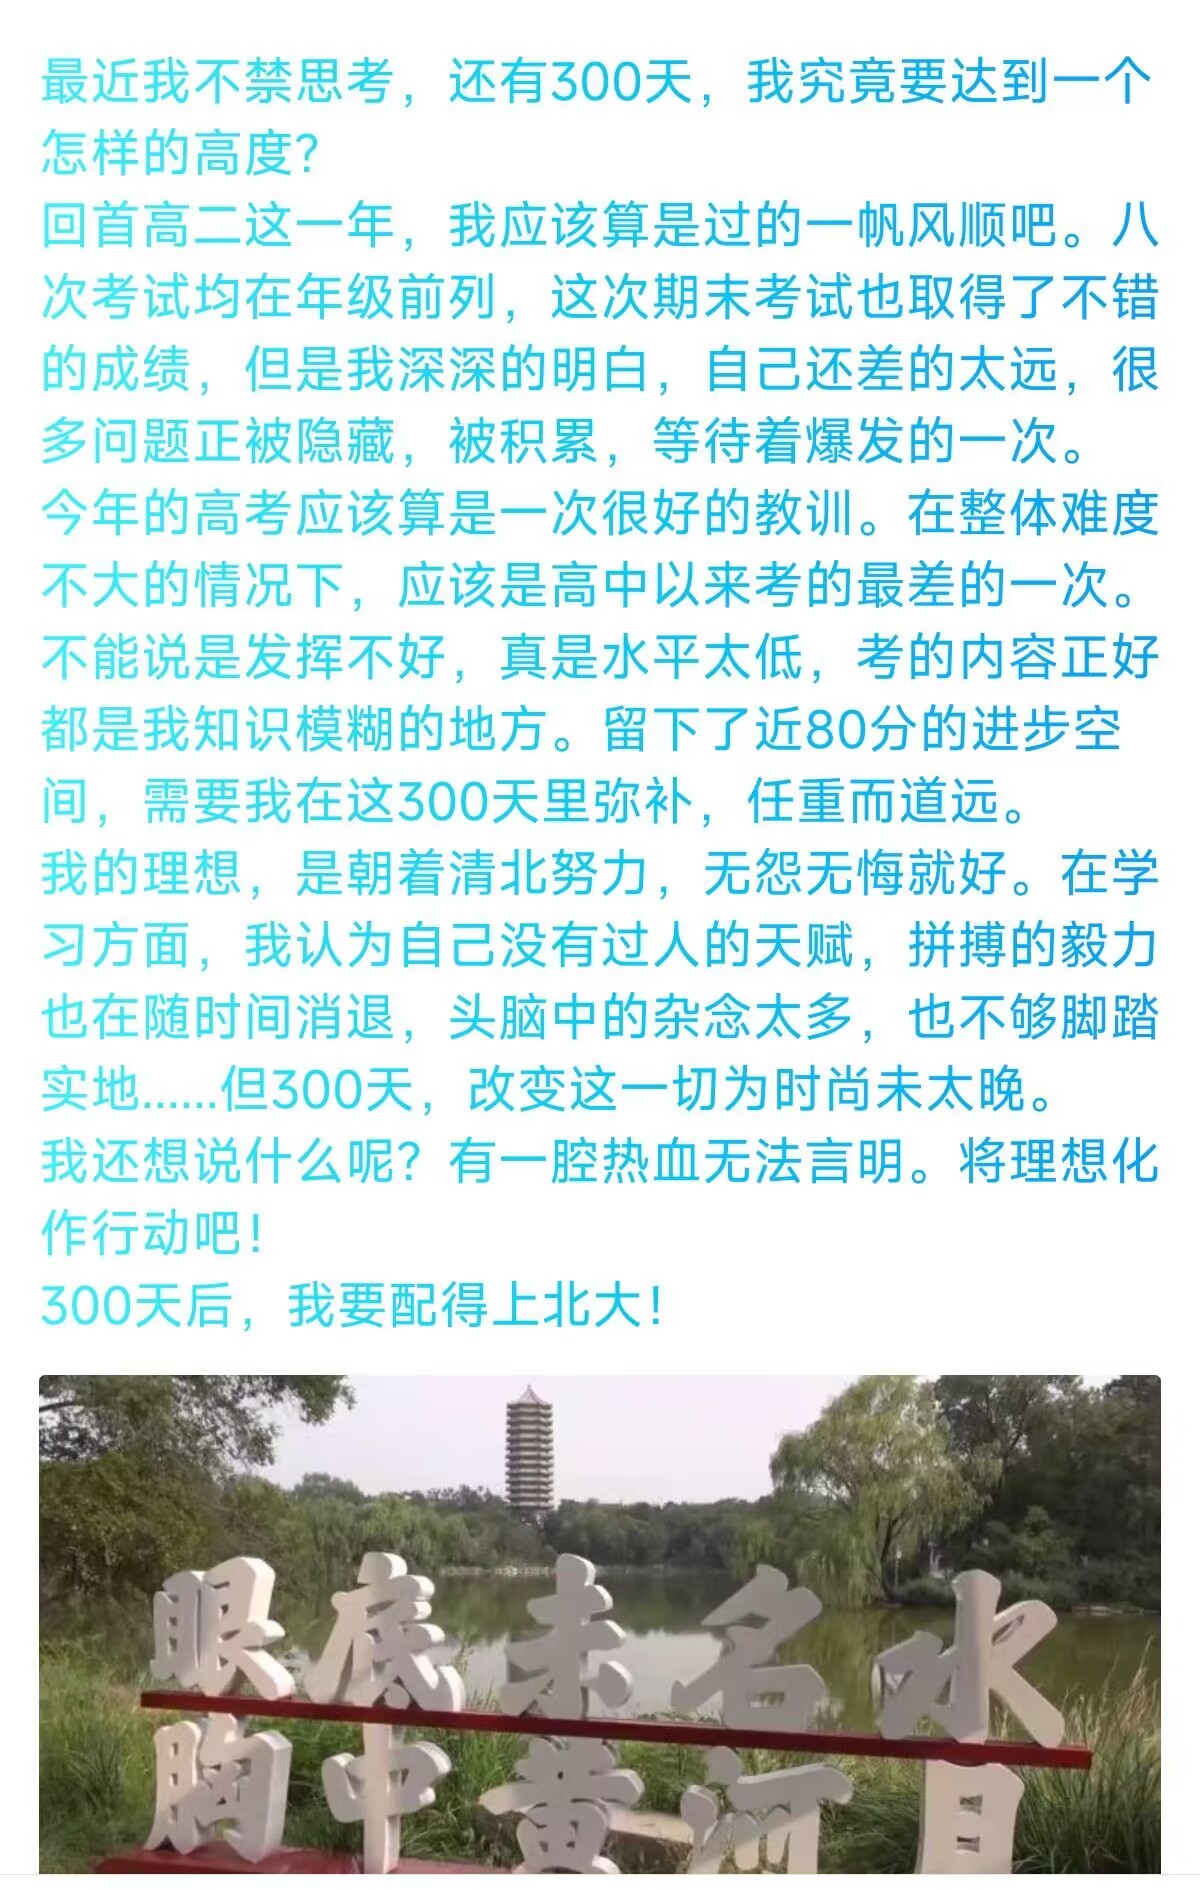 最近我不禁思考，还有300天，我究竟要达到一个
怎样的高度？
回首高二这一年，我应该算是过的一帆风顺吧。八
次考试均在年级前列，这次期末考试也取得了不错
的成绩，但是我深深的明白，自己还差的太远，很
多问题正被隐藏，被积累，等待着爆发的一次。
今年的高考应该算是一次很好的教训。在整体难度
不大的情况下，应该是高中以来考的最差的一次。
不能说是发挥不好，真是水平太低，考的内容正好
都是我知识模糊的地方。留下了近80分的进步空
间，需要我在这300天里弥补，任重而道远。
我的理想，是朝着清北努力，无怨无悔就好。在学
习方面，我认为自己没有过人的天赋，拼搏的毅力
也在随时间消退，头脑中的杂念太多，也不够脚踏
实地......但300天，改变这一切为时尚未太晚。
我还想说什么呢？有一腔热血无法言明。将理想化
作行动吧！
300天后，我要配得上北大！
眼底未名水
胸中黄河月